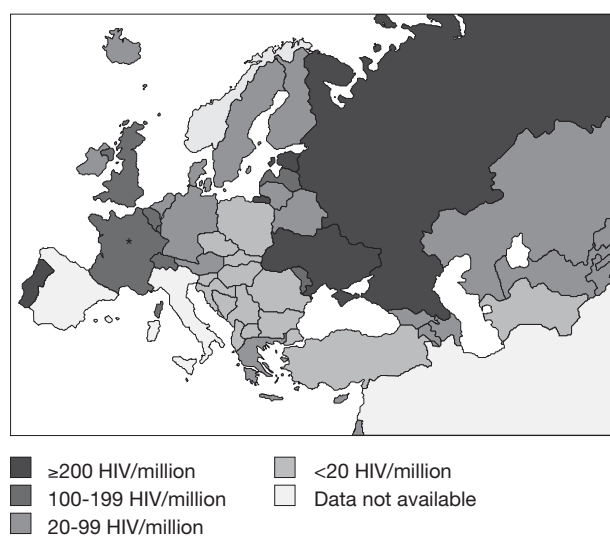 *
≥200 HIV/million
100-199 HIV/million
20-99 HIV/million
<20 HIV/million
Data not available